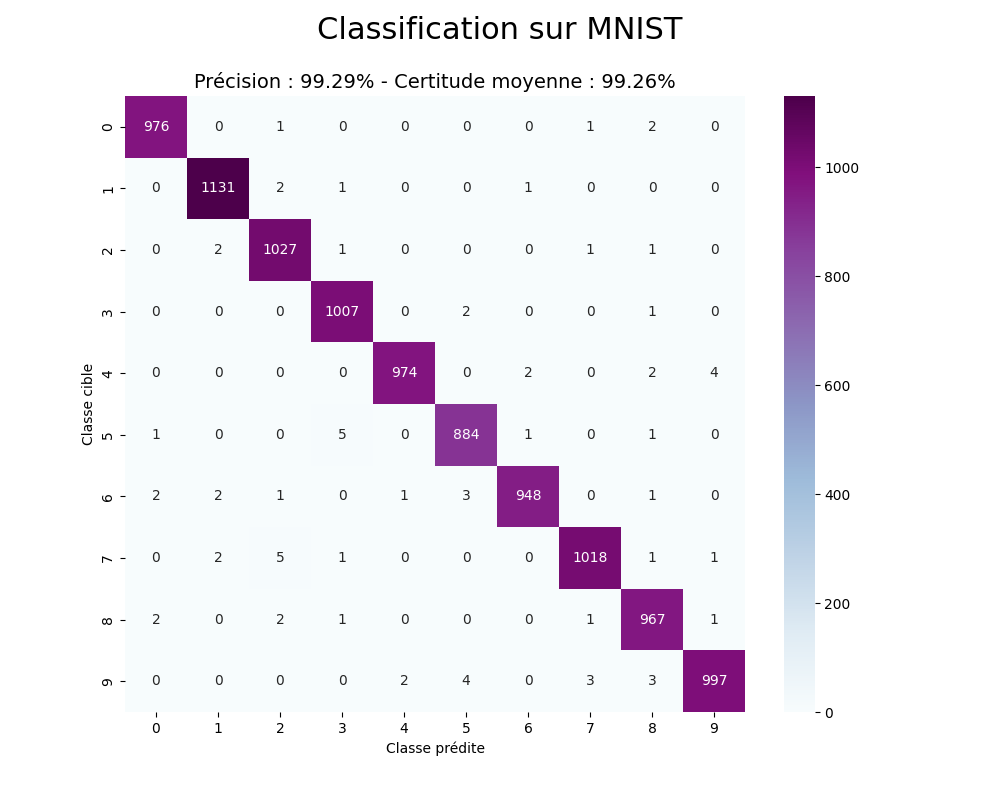 Classification sur MNIST
Précision : 99.29% - Certitude moyenne : 99.26%
0 976 0 1 0 0 0 0 1 2 0
1 0 1131 2 1 0 0 1 0 0 0
2 0 2 1027 1 0 0 0 1 1 0
3 0 0 0 1007 0 2 0 0 1 0
4 0 0 0 0 974 0 2 0 2 4
5 1 0 0 5 0 884 1 0 1 0
6 2 2 1 0 1 3 948 0 1 0
7 0 2 5 1 0 0 0 1018 1 1
8 2 0 2 1 0 0 0 1 967 1
9 0 0 0 0 2 4 0 3 3 997
0 1 2 3 4 5 6 7 8 9
Classe prédite
Classe cible
1000
800
600
400
200
0